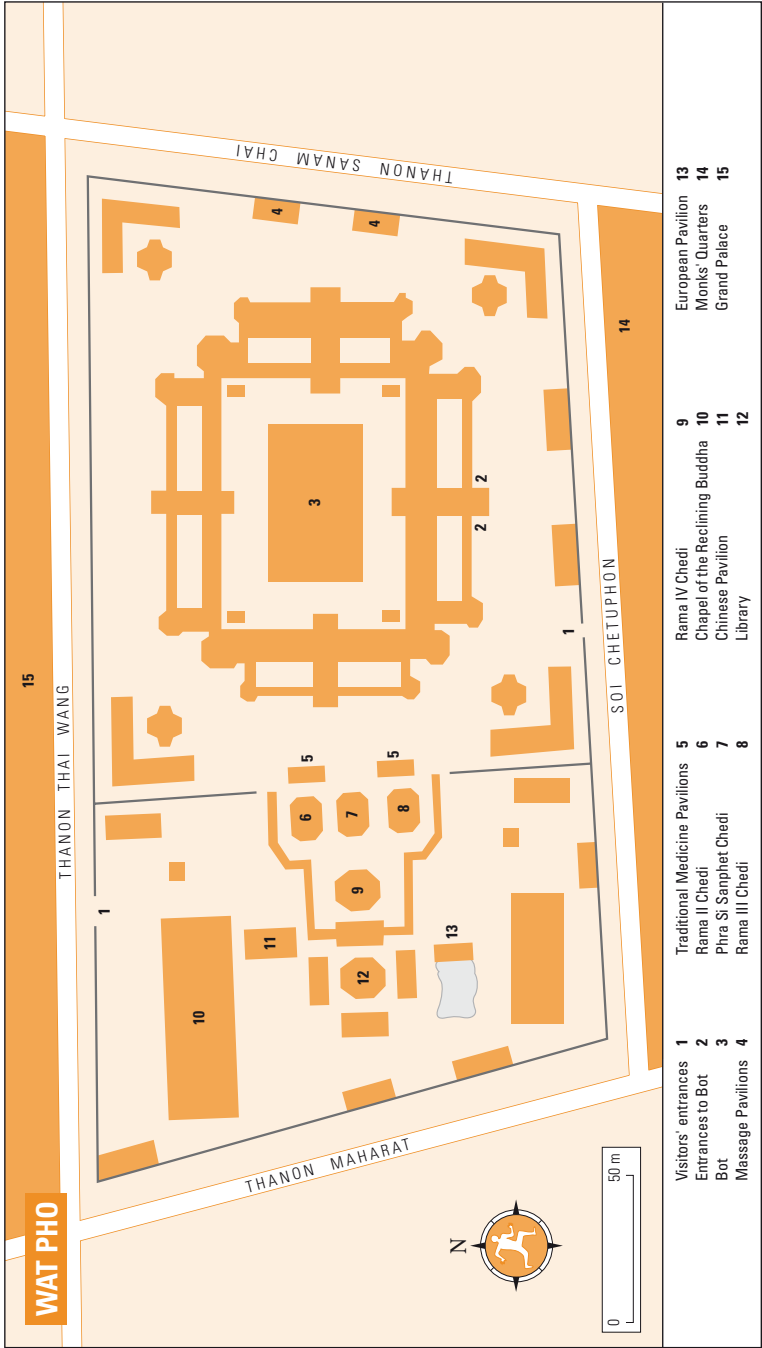 WAT PHO
15
THANON THAI WANG
THANON SANAM CHAI
4
4
14
3
2
2
1
SOI CHETUPHON
5
5
6
7
8
9
1
10
11
12
13
THANON MAHARAT
N
0 50 m
Visitors' entrances 1
Entrances to Bot 2
Bot 3
Massage Pavilions 4
Traditional Medicine Pavilions 5
Rama II Chedi 6
Phra Si Sanphet Chedi 7
Rama III Chedi 8
Rama IV Chedi 9
Chapel of the Reclining Buddha 10
Chinese Pavilion 11
Library 12
European Pavilion 13
Monks' Quarters 14
Grand Palace 15